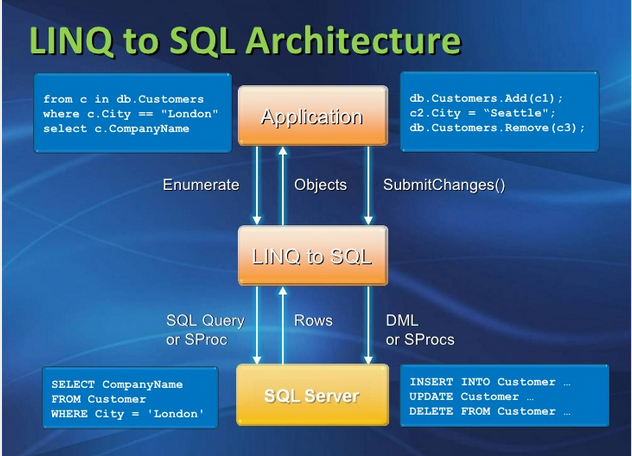 LINQ to SQL Architecture
from c in db.Customers
where c.City == "London"
select c.CompanyName
Application
db.Customers.Add(c1);
c2.City = “Seattle";
db.Customers.Remove(c3);
Enumerate
Objects
SubmitChanges()
LINQ to SQL
SQL Query
or SProc
Rows
DML
or SProcs
SELECT CompanyName
FROM Customer
WHERE City = 'London'
SQL Server
INSERT INTO Customer …
UPDATE Customer …
DELETE FROM Customer …